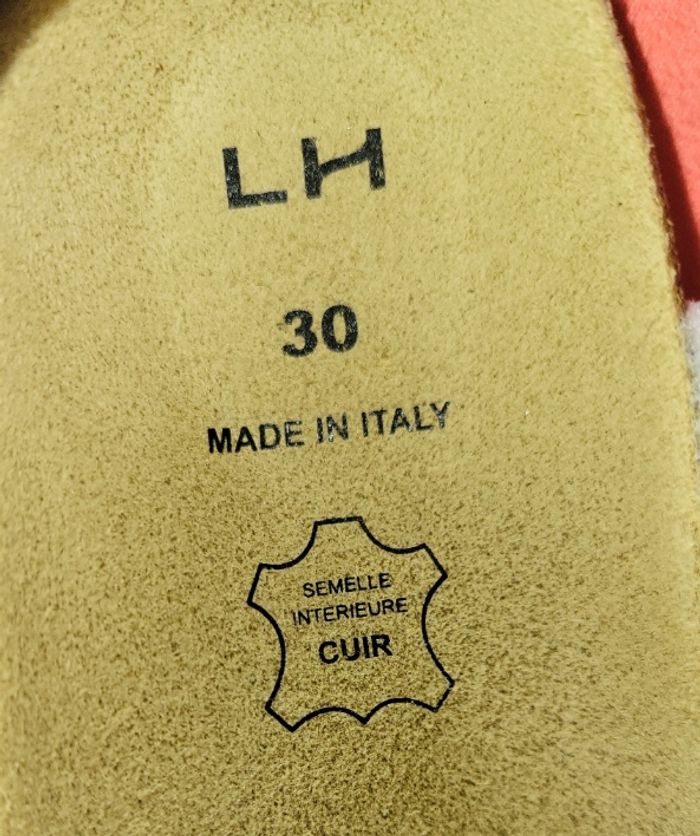 LH
30
MADE IN ITALY
SEMELLE
INTERIEURE
CUIR